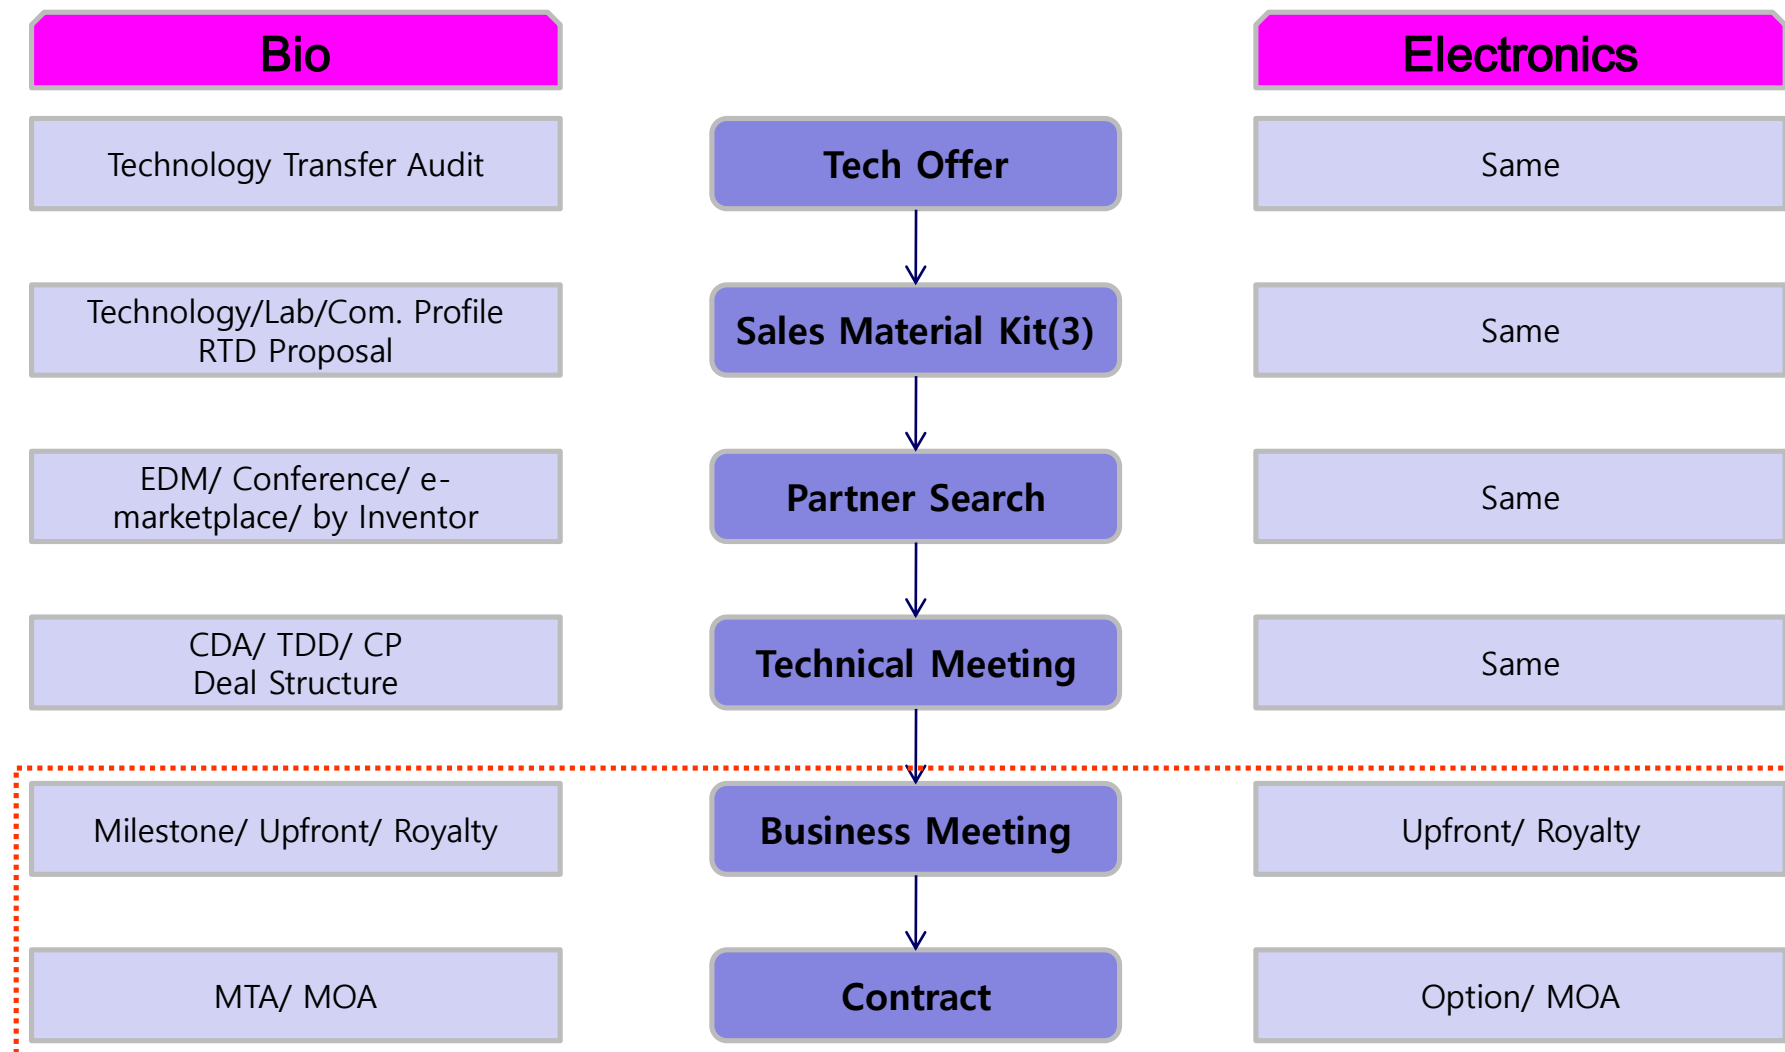 Bio
Electronics
Technology Transfer Audit
Tech Offer
Same
Technology/Lab/Com. Profile
RTD Proposal
Sales Material Kit(3)
Same
EDM/ Conference/ e-
marketplace/ by Inventor
Partner Search
Same
CDA/ TDD/ CP
Deal Structure
Technical Meeting
Same
Milestone/ Upfront/ Royalty
Business Meeting
Upfront/ Royalty
MTA/ MOA
Contract
Option/ MOA